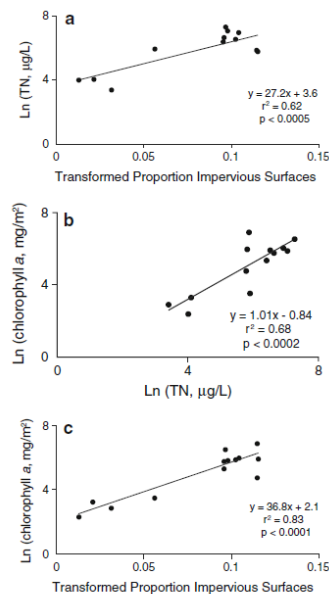 a
Ln (TN, μg/L)
8
4
0
y = 27.2x + 3.6
r² = 0.62
p < 0.0005
0 0.05 0.1 0.15
Transformed Proportion Impervious Surfaces
b
Ln (chlorophyll a, mg/m²)
8
4
0
y = 1.01x - 0.84
r² = 0.68
p < 0.0002
0 4 8
Ln (TN, μg/L)
c
Ln (chlorophyll a, mg/m²)
8
4
0
y = 36.8x + 2.1
r² = 0.83
p < 0.0001
0 0.05 0.1 0.15
Transformed Proportion Impervious Surfaces